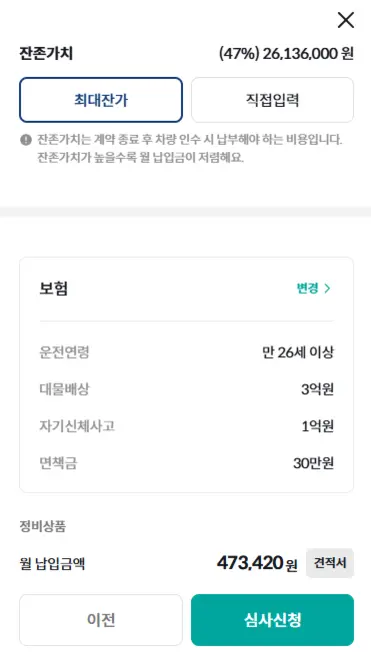 잔존가치 (47%) 26,136,000 원
최대잔가 직접입력
잔존가치는 계약 종료 후 차량 인수 시 납부해야 하는 비용입니다.
잔존가치가 높을수록 월 납입금이 저렴해요.
보험 변경 >
운전연령 만 26세 이상
대물배상 3억원
자기신체사고 1억원
면책금 30만원
정비상품
월 납입금액 473,420 원 견적서
이전 심사신청